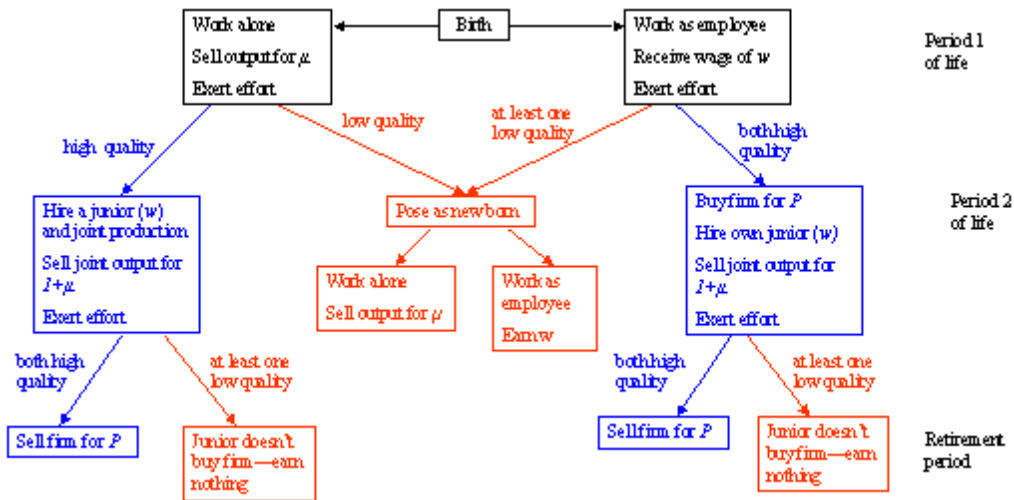 Work alone
Sell output for μ
Exert effort
Birth
Work as employee
Receive wage of w
Exert effort
Period 1
of life
high quality
low quality
at least one
low quality
both high
quality
Hire a junior (w)
and joint production
Sell joint output for
1+μ
Exert effort
Pose as newborn
Work alone
Sell output for μ
Work as
employee
Earn w
Buy firm for P
Hire own junior (w)
Sell joint output for
1+μ
Exert effort
Period 2
of life
both high
quality
at least one
low quality
both high
quality
at least one
low quality
Sell firm for P
Junior doesn't
buy firm—earn
nothing
Sell firm for P
Junior doesn't
buy firm—earn
nothing
Retirement
period